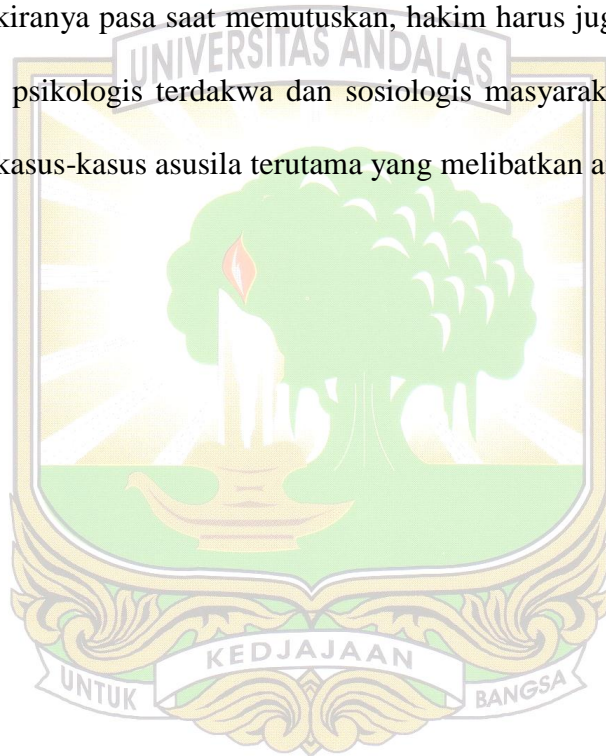 kiranya pasa saat memutuskan, hakim harus jug
UNIVERSITAS ANDALAS
psikologis terdakwa dan sosiologis masyarak
kasus-kasus asusila terutama yang melibatkan a
KEDJAJAAN
UNTUK
BANGSA